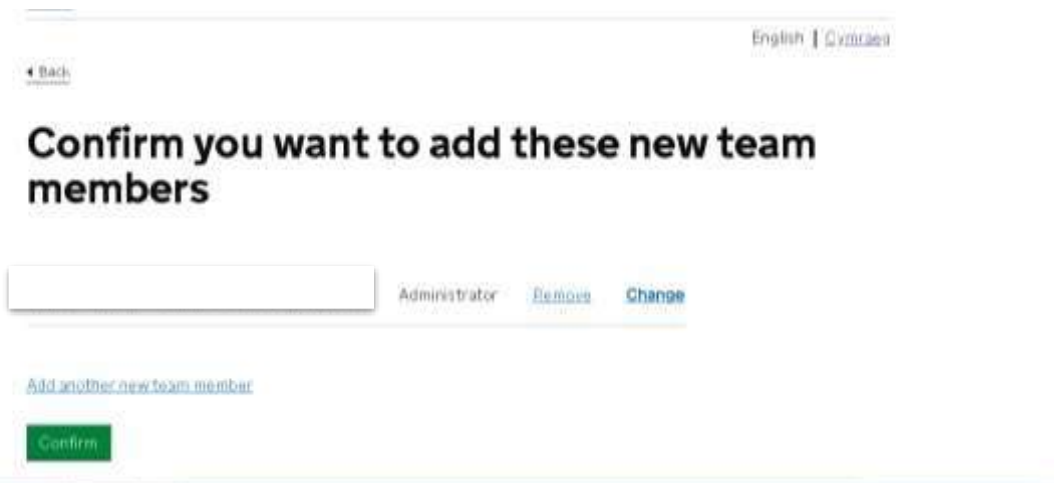 English | Cymraeg
Back
Confirm you want to add these new team
members
Administrator Remove Change
Add another new team member
Confirm